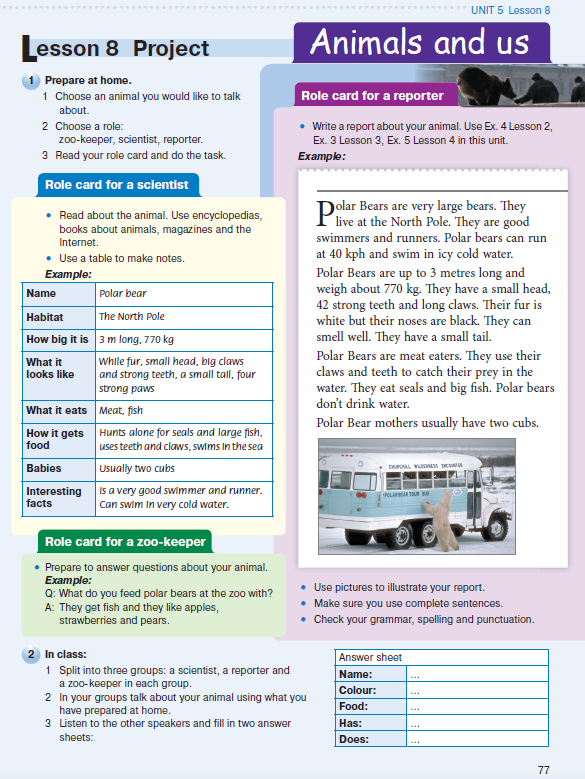 UNIT 5 Lesson 8
Lesson 8 Project
Animals and us
1 Prepare at home.
1 Choose an animal you would like to talk
about.
2 Choose a role:
zoo-keeper, scientist, reporter.
3 Read your role card and do the task.
Role card for a scientist
• Read about the animal. Use encyclopedias,
books about animals, magazines and the
Internet.
• Use a table to make notes.
Example:
Name Polar bear
Habitat The North Pole
How big it is 3 m long, 770 kg
What it
looks like
While fur, small head, big claws
and strong teeth, a small tail, four
strong paws
What it eats Meat, fish
How it gets
food
Hunts alone for seals and large fish,
uses teeth and claws, swims in the sea
Babies Usually two cubs
Interesting
facts
Is a very good swimmer and runner.
Can swim in very cold water.
Role card for a zoo-keeper
• Prepare to answer questions about your animal.
Example:
Q: What do you feed polar bears at the zoo with?
A: They get fish and they like apples,
strawberries and pears.
Role card for a reporter
• Write a report about your animal. Use Ex. 4 Lesson 2,
Ex. 3 Lesson 3, Ex. 5 Lesson 4 in this unit.
Example:
Polar Bears are very large bears. They
live at the North Pole. They are good
swimmers and runners. Polar bears can run
at 40 kph and swim in icy cold water.
Polar Bears are up to 3 metres long and
weigh about 770 kg. They have a small head,
42 strong teeth and long claws. Their fur is
white but their noses are black. They can
smell well. They have a small tail.
Polar Bears are meat eaters. They use their
claws and teeth to catch their prey in the
water. They eat seals and big fish. Polar bears
don't drink water.
Polar Bear mothers usually have two cubs.
CHURCHILL WILDERNESS ENCOUNTER
POLAR BEAR TOUR BUS
• Use pictures to illustrate your report.
• Make sure you use complete sentences.
• Check your grammar, spelling and punctuation.
2 In class:
1 Split into three groups: a scientist, a reporter and
a zoo-keeper in each group.
2 In your groups talk about your animal using what you
have prepared at home.
3 Listen to the other speakers and fill in two answer
sheets:
Answer sheet
Name: ...
Colour: ...
Food: ...
Has: ...
Does: ...
77